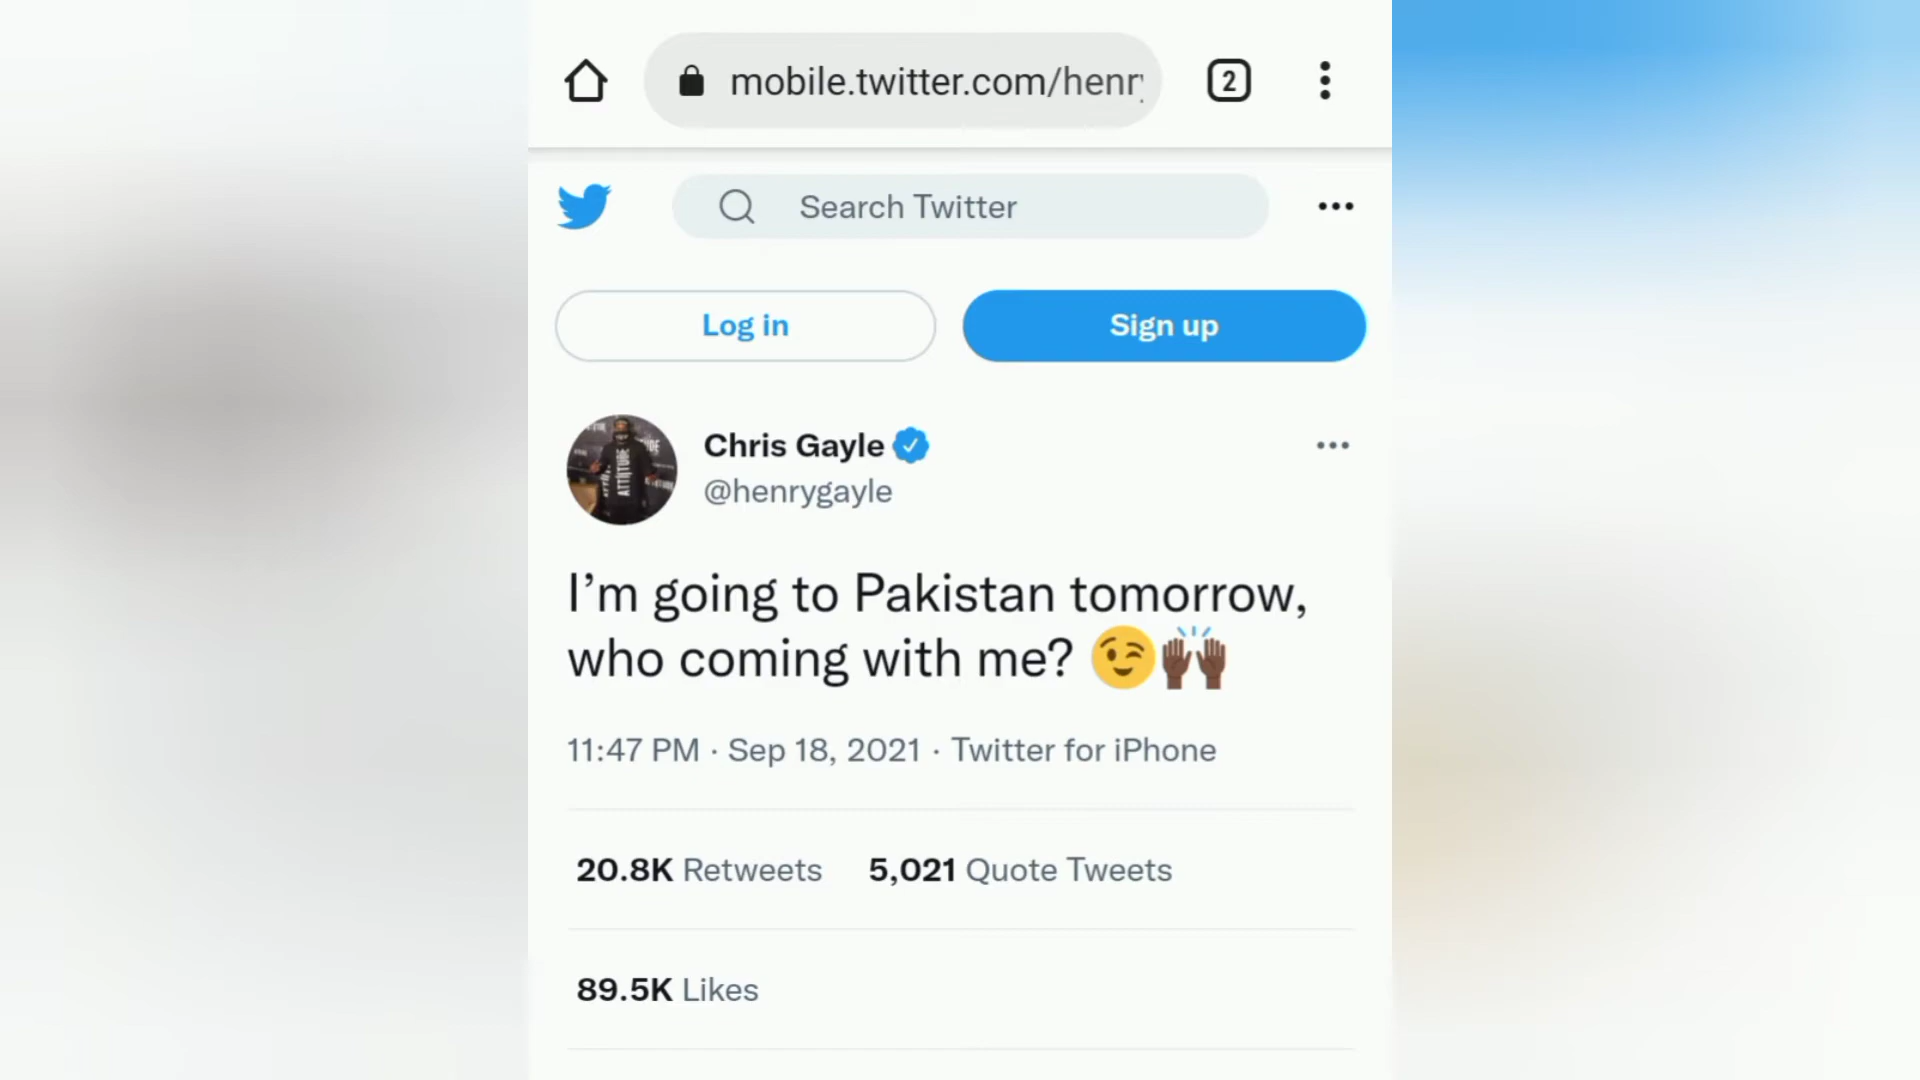 mobile.twitter.com/henr
2
Search Twitter
Log in
Sign up
Chris Gayle
@henrygayle
I’m going to Pakistan tomorrow,
who coming with me? 😉🙌🏾
11:47 PM · Sep 18, 2021 · Twitter for iPhone
20.8K Retweets 5,021 Quote Tweets
89.5K Likes